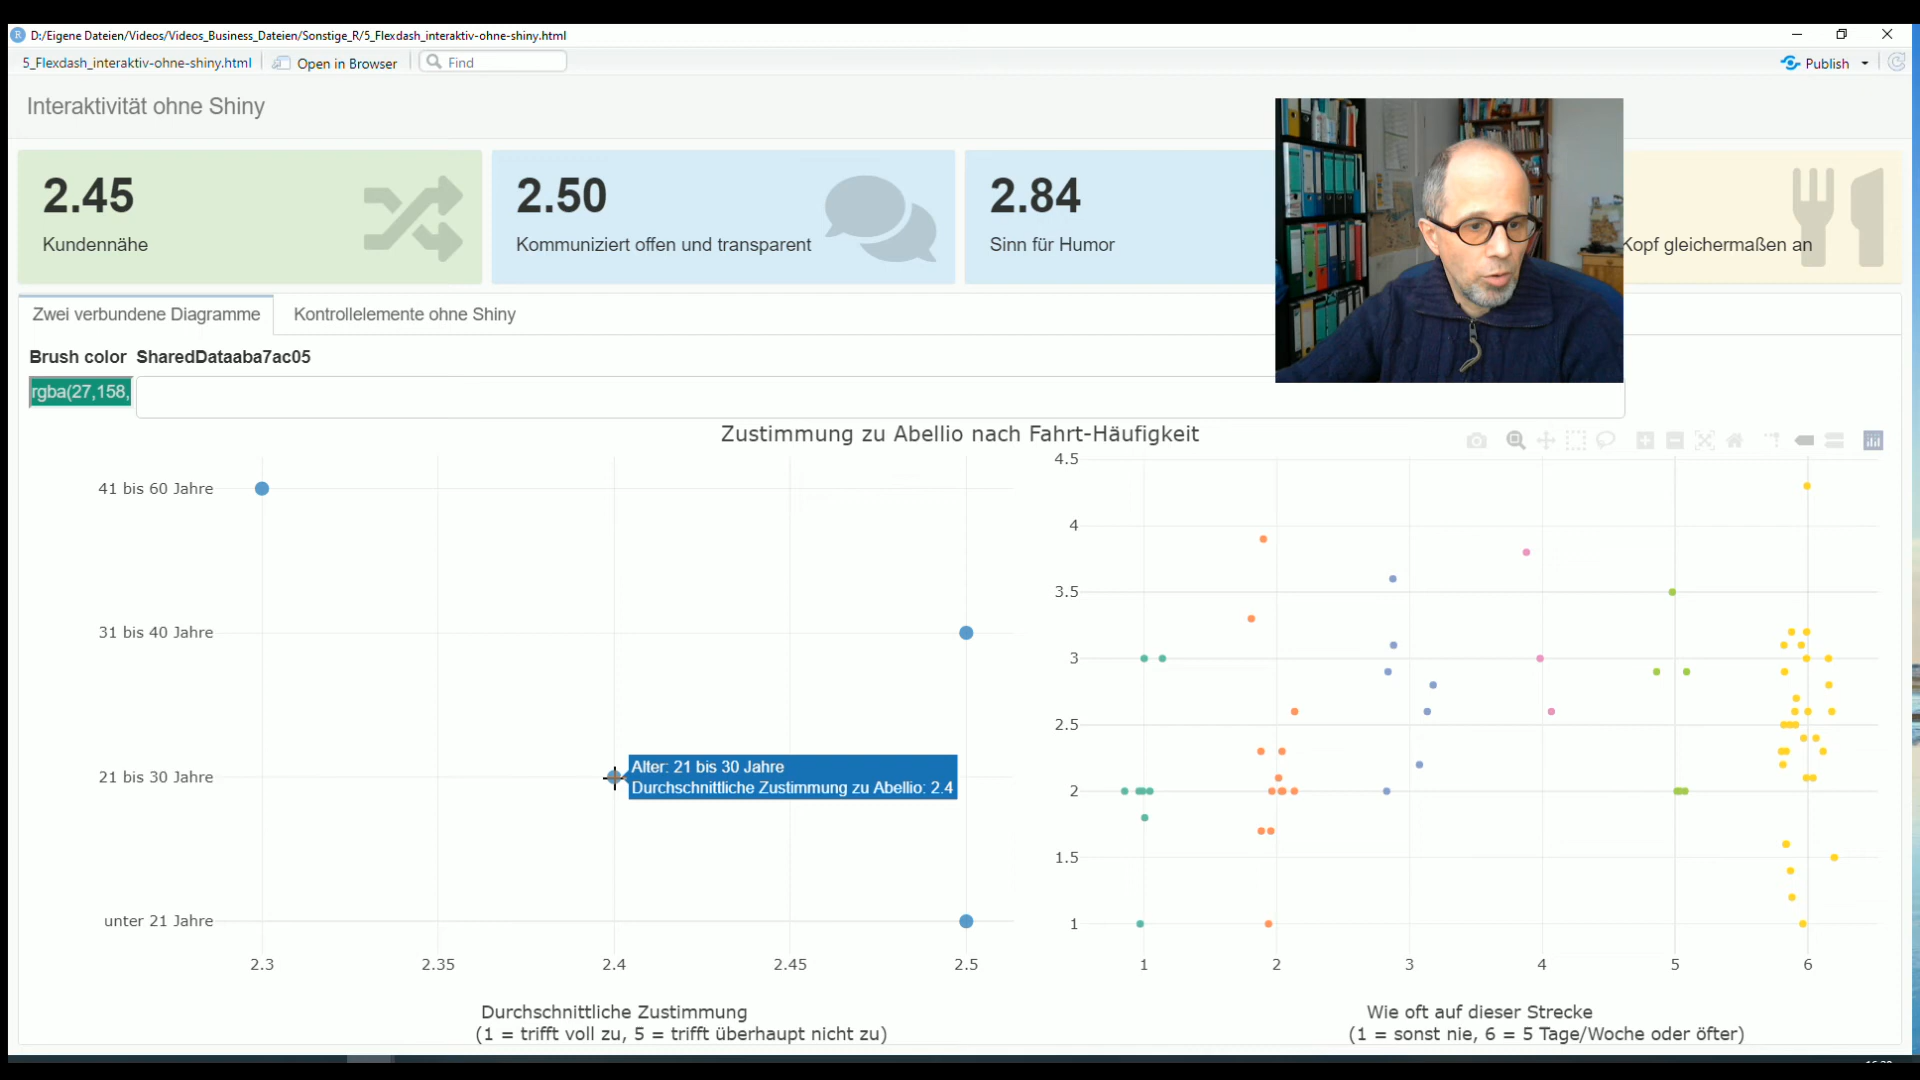 D:/Eigene Dateien/Videos/Videos_Business_Dateien/Sonstige_R/5_Flexdash_interaktiv-ohne-shiny.html
5_Flexdash_interaktiv-ohne-shiny.html
Open in Browser
Find
Publish
Interaktivität ohne Shiny
2.45
Kundennähe
2.50
Kommuniziert offen und transparent
2.84
Sinn für Humor
Kopf gleichermaßen an
Zwei verbundene Diagramme
Kontrollelemente ohne Shiny
Brush color
SharedDataaba7ac05
rgba(27,158,
Zustimmung zu Abellio nach Fahrt-Häufigkeit
41 bis 60 Jahre
31 bis 40 Jahre
21 bis 30 Jahre
unter 21 Jahre
Alter: 21 bis 30 Jahre
Durchschnittliche Zustimmung zu Abellio: 2.4
2.3
2.35
2.4
2.45
2.5
Durchschnittliche Zustimmung
(1 = trifft voll zu, 5 = trifft überhaupt nicht zu)
4.5
4
3.5
3
2.5
2
1.5
1
1
2
3
4
5
6
Wie oft auf dieser Strecke
(1 = sonst nie, 6 = 5 Tage/Woche oder öfter)